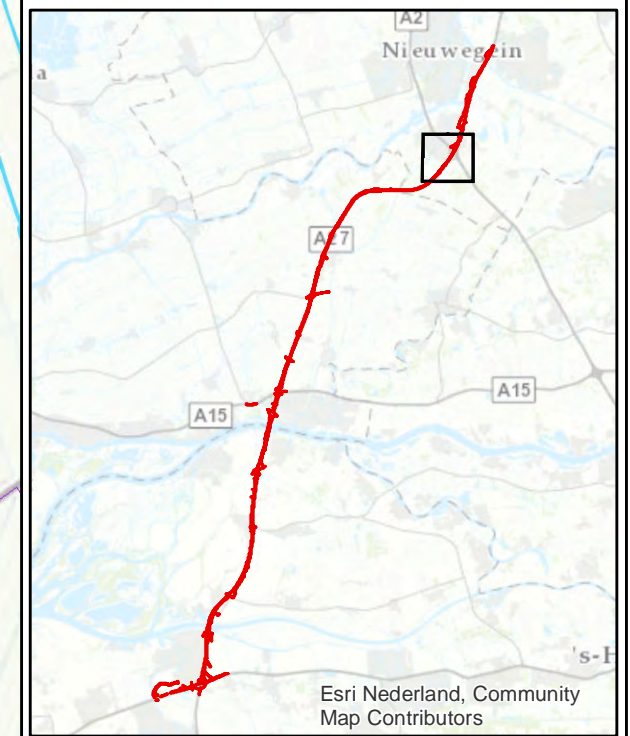 A2
Nieuwegein
a
A27
A15
A15
's-H
Esri Nederland, Community
Map Contributors